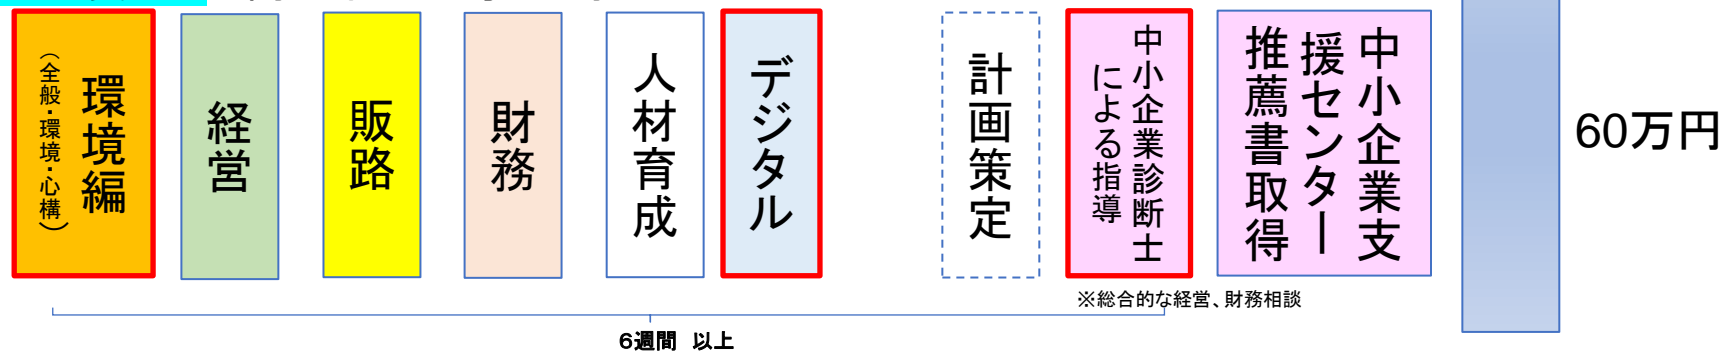 環境編
(全般・環境・心構)
経営
販路
財務
人材育成
デジタル
計画策定
中小企業診断士
による指導
中小企業支
援センター
推薦書取得
60万円
※総合的な経営、財務相談
6週間 以上